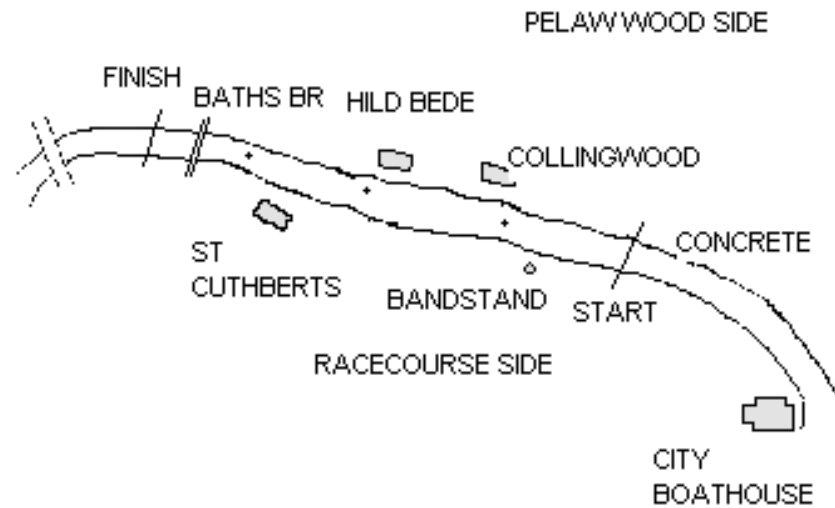 PELAW WOOD SIDE
FINISH
BATHS BR
HILD BEDE
COLLINGWOOD
CONCRETE
ST
CUTHBERTS
BANDSTAND
START
RACECOURSE SIDE
CITY
BOATHOUSE